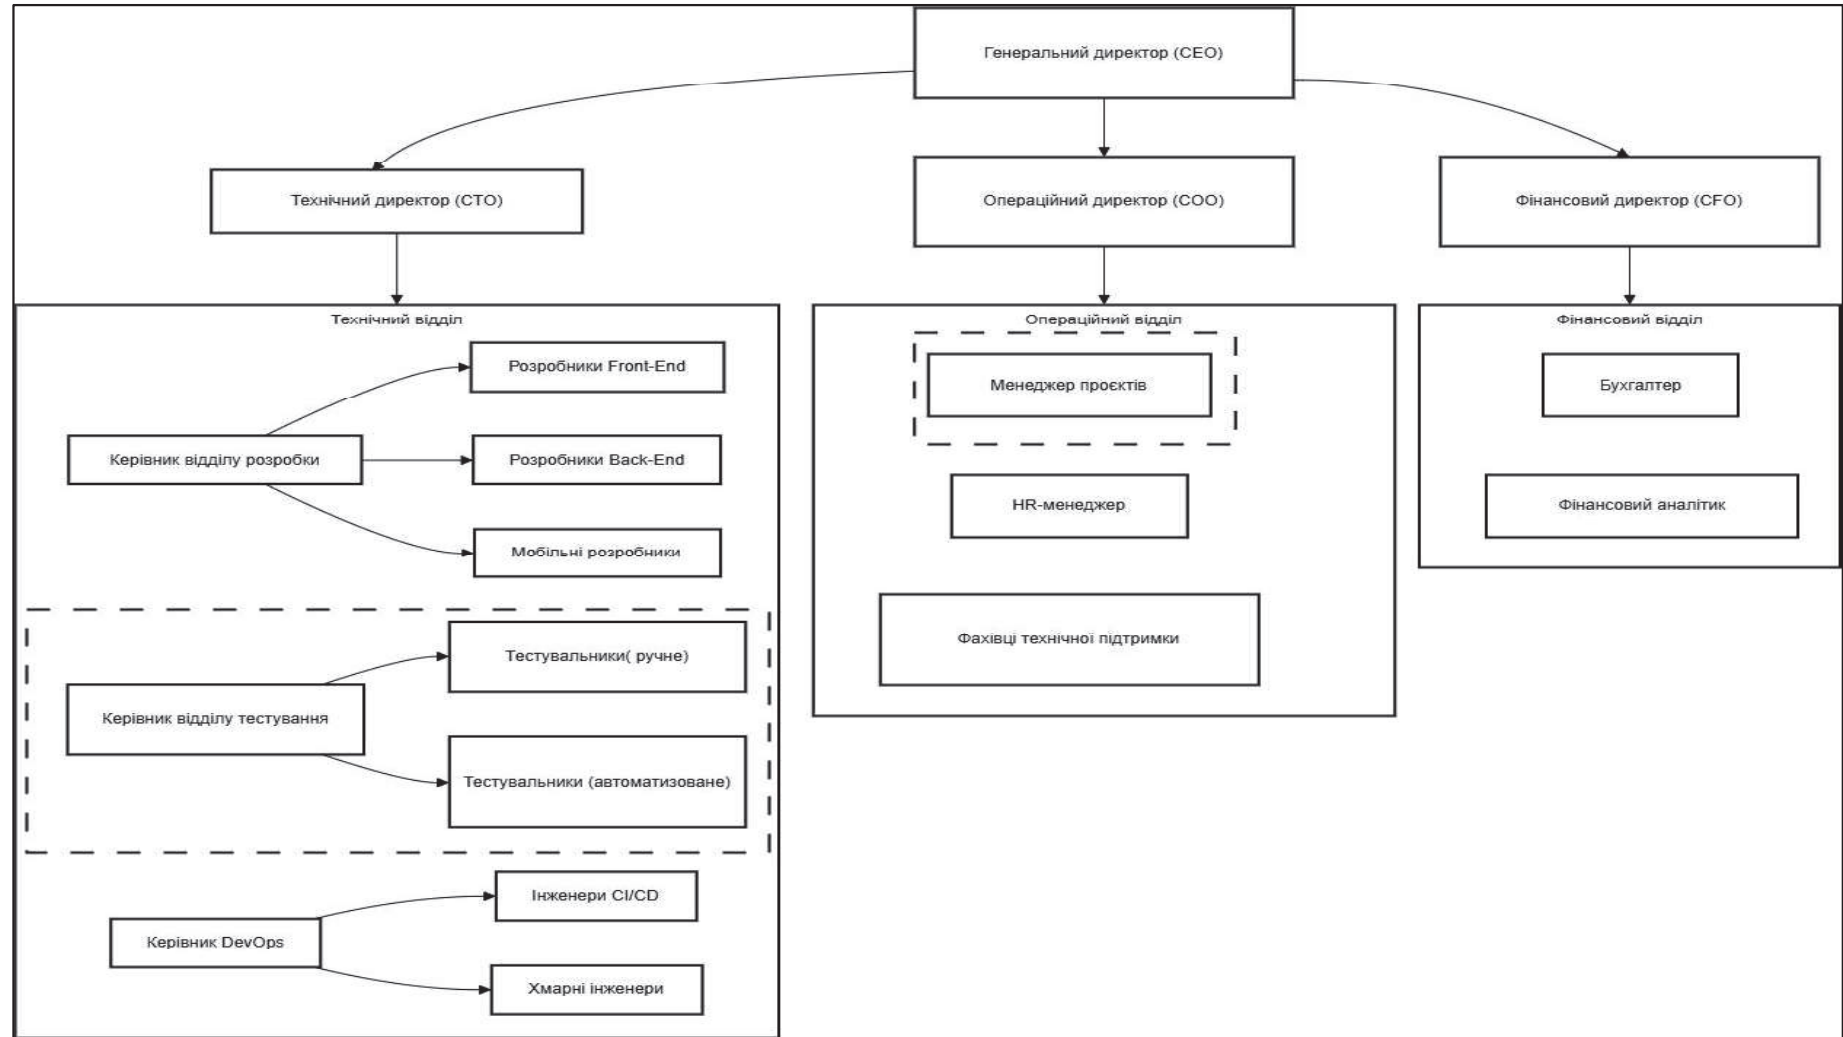 Генеральний директор (CEO)
Технічний директор (CTO)
Операційний директор (COO)
Фінансовий директор (CFO)
Технічний відділ
Розробники Front-End
Керівник відділу розробки
Розробники Back-End
Мобільні розробники
Тестувальники( ручне)
Керівник відділу тестування
Тестувальники (автоматизоване)
Інженери CI/CD
Керівник DevOps
Хмарні інженери
Операційний відділ
Менеджер проєктів
HR-менеджер
Фахівці технічної підтримки
Фінансовий відділ
Бухгалтер
Фінансовий аналітик